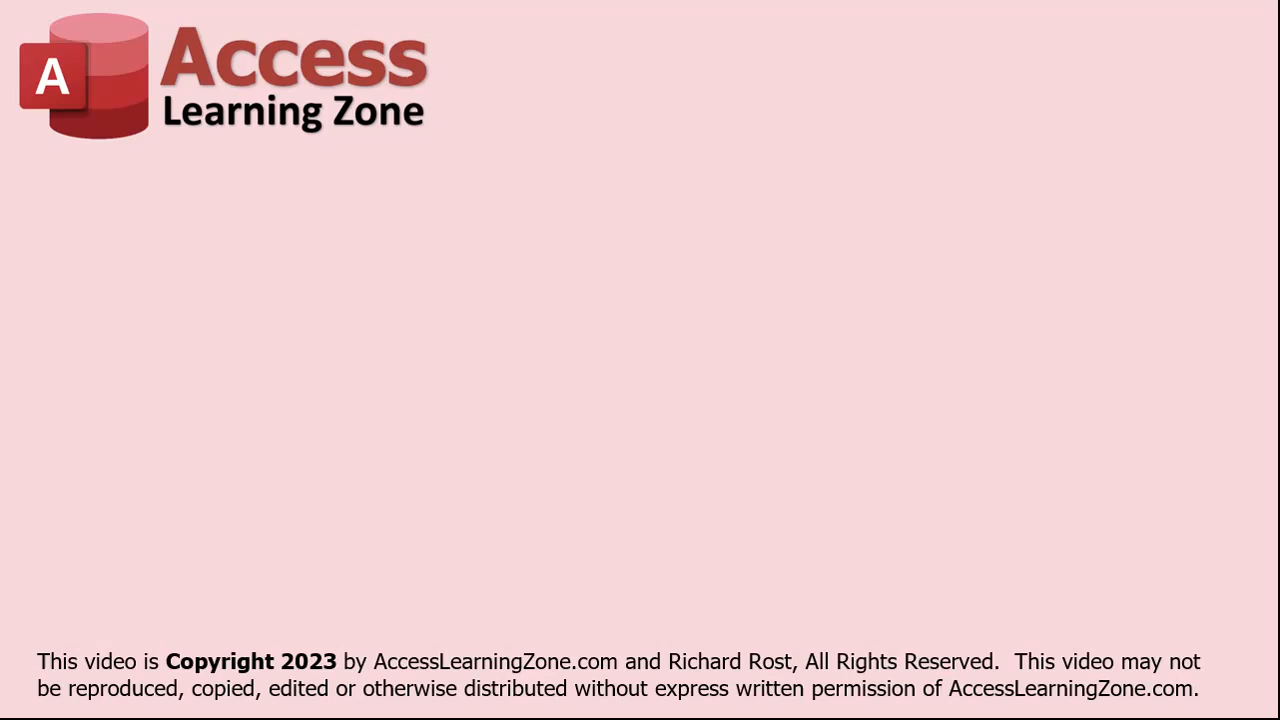 A
Access
Learning Zone
This video is Copyright 2023 by AccessLearningZone.com and Richard Rost, All Rights Reserved.  This video may not
be reproduced, copied, edited or otherwise distributed without express written permission of AccessLearningZone.com.